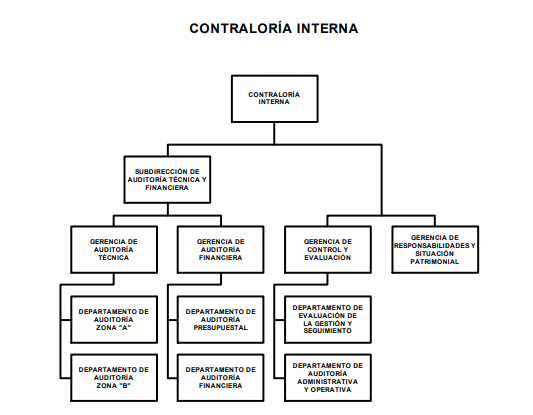 CONTRALORÍA INTERNA
CONTRALORÍA
INTERNA
SUBDIRECCIÓN DE
AUDITORÍA TÉCNICA Y
FINANCIERA
GERENCIA DE
AUDITORÍA
TÉCNICA
GERENCIA DE
AUDITORÍA
FINANCIERA
GERENCIA DE
CONTROL Y
EVALUACIÓN
GERENCIA DE
RESPONSABILIDADES Y
SITUACIÓN
PATRIMONIAL
DEPARTAMENTO DE
AUDITORÍA
ZONA "A"
DEPARTAMENTO DE
AUDITORÍA
PRESUPUESTAL
DEPARTAMENTO DE
EVALUACIÓN DE
LA GESTIÓN Y
SEGUIMIENTO
DEPARTAMENTO DE
AUDITORÍA
ZONA "B"
DEPARTAMENTO DE
AUDITORÍA
FINANCIERA
DEPARTAMENTO DE
AUDITORÍA
ADMINISTRATIVA
Y OPERATIVA